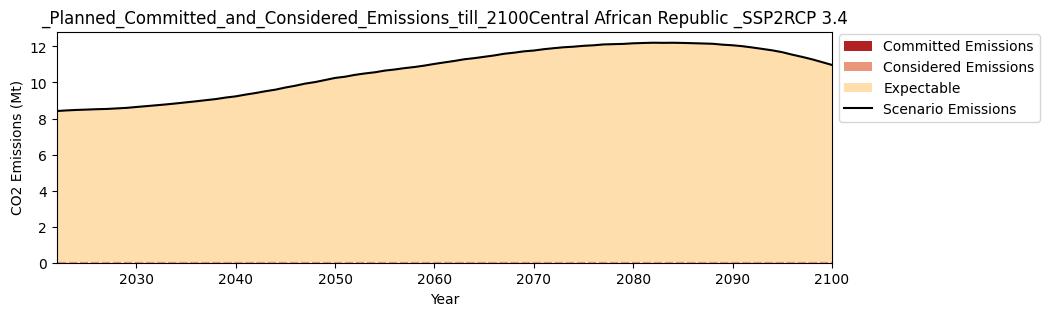 _Planned_Committed_and_Considered_Emissions_till_2100Central African Republic _SSP2RCP 3.4
CO2 Emissions (Mt)
12
10
8
6
4
2
0
2030 2040 2050 2060 2070 2080 2090 2100
Year
Committed Emissions
Considered Emissions
Expectable
Scenario Emissions